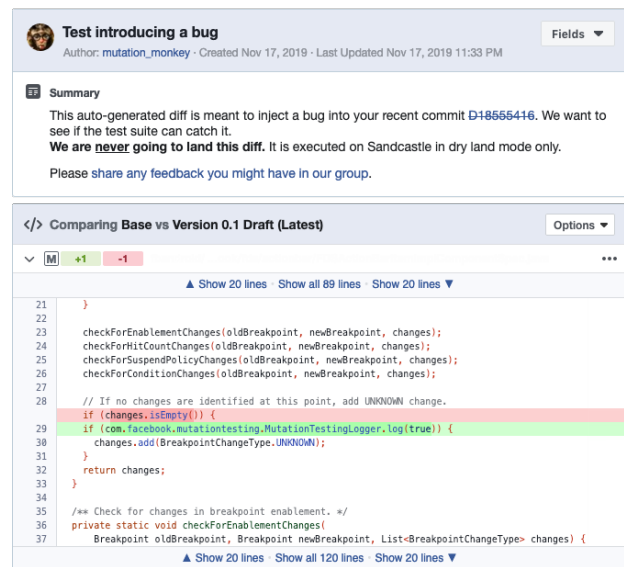 Test introducing a bug
Fields ▼
Author: mutation_monkey · Created Nov 17, 2019 · Last Updated Nov 17, 2019 11:33 PM
Summary
This auto-generated diff is meant to inject a bug into your recent commit D18555416. We want to
see if the test suite can catch it.
We are never going to land this diff. It is executed on Sandcastle in dry land mode only.
Please share any feedback you might have in our group.
</> Comparing Base vs Version 0.1 Draft (Latest)
Options ▼
M +1 -1
▲ Show 20 lines · Show all 89 lines · Show 20 lines ▼
21 }
22
23 checkForEnablementChanges(oldBreakpoint, newBreakpoint, changes);
24 checkForHitCountChanges(oldBreakpoint, newBreakpoint, changes);
25 checkForSuspendPolicyChanges(oldBreakpoint, newBreakpoint, changes);
26 checkForConditionChanges(oldBreakpoint, newBreakpoint, changes);
27
28 // If no changes are identified at this point, add UNKNOWN change.
if (changes.isEmpty()) {
29 if (com.facebook.mutationtesting.MutationTestingLogger.log(true)) {
30 changes.add(BreakpointChangeType.UNKNOWN);
31 }
32 return changes;
33 }
34
35 /** Check for changes in breakpoint enablement. */
36 private static void checkForEnablementChanges(
37 Breakpoint oldBreakpoint, Breakpoint newBreakpoint, List<BreakpointChangeType> changes) {
▲ Show 20 lines · Show all 120 lines · Show 20 lines ▼